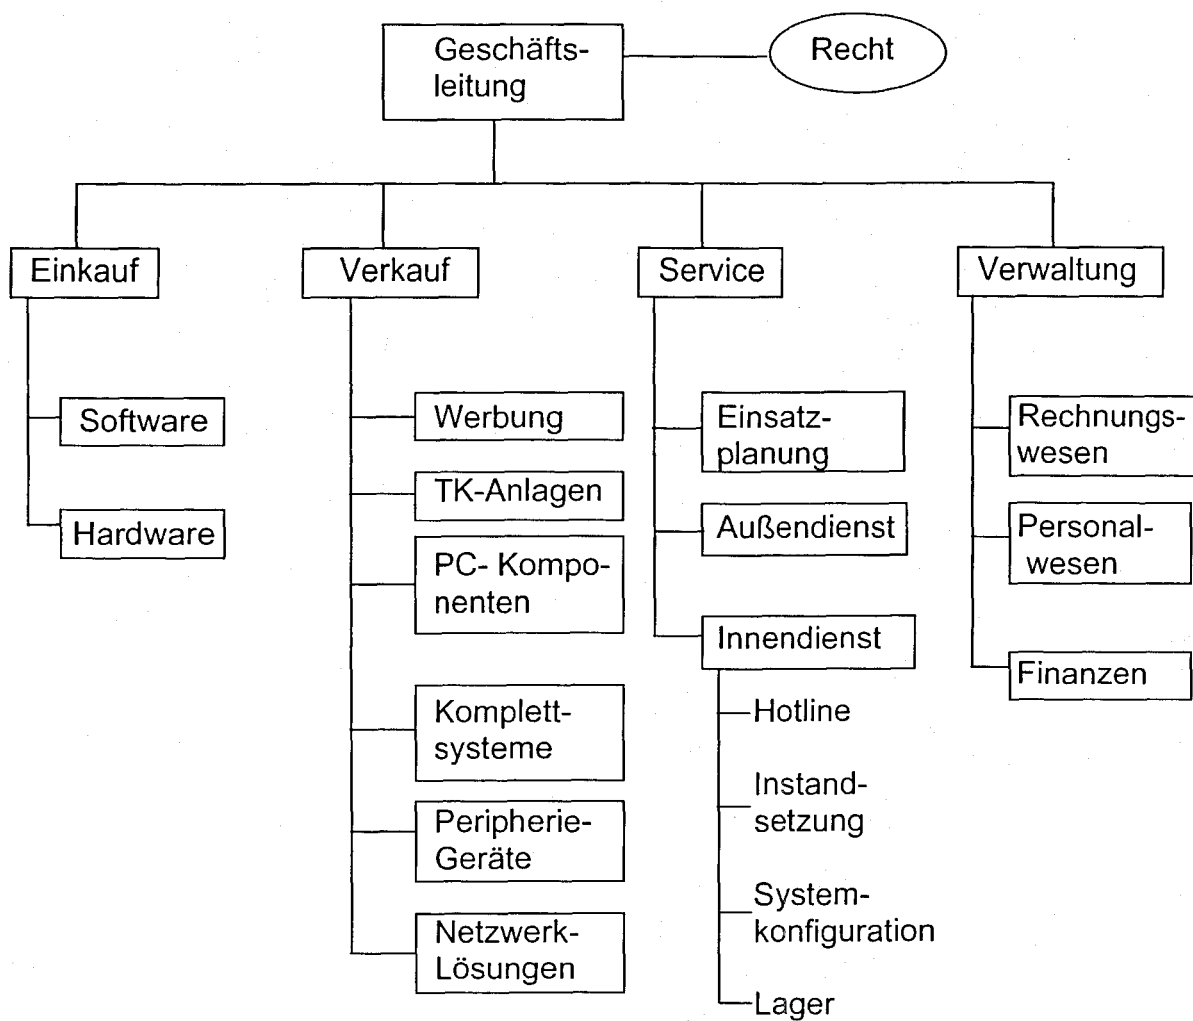 Geschäfts-
leitung
Recht
Einkauf
Verkauf
Service
Verwaltung
Software
Hardware
Werbung
TK-Anlagen
PC- Kompo-
nenten
Komplett-
systeme
Peripherie-
Geräte
Netzwerk-
Lösungen
Einsatz-
planung
Außendienst
Innendienst
Hotline
Instand-
setzung
System-
konfiguration
Lager
Rechnungs-
wesen
Personal-
wesen
Finanzen